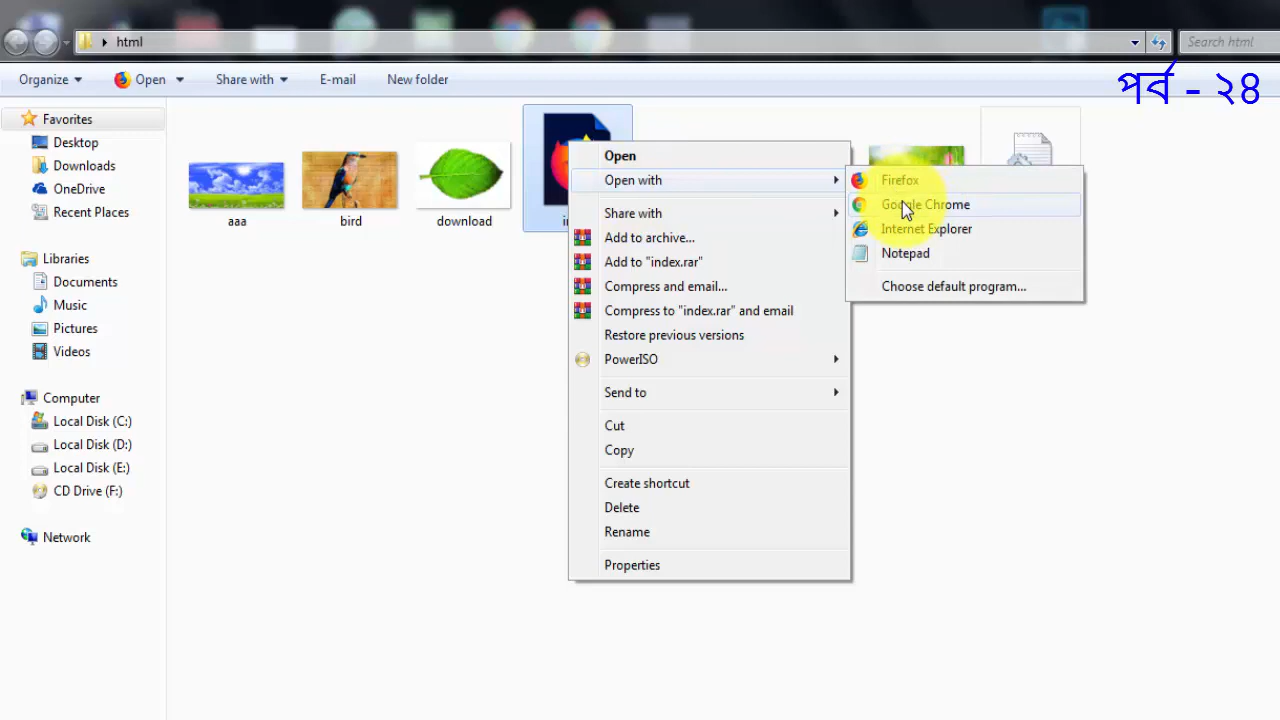 html
Search html
পর্ব - ২৪
Organize
Open
Share with
E-mail
New folder
Favorites
Desktop
Downloads
OneDrive
Recent Places
Libraries
Documents
Music
Pictures
Videos
Computer
Local Disk (C:)
Local Disk (D:)
Local Disk (E:)
CD Drive (F:)
Network
aaa
bird
download
Open
Open with
Share with
Add to archive...
Add to "index.rar"
Compress and email...
Compress to "index.rar" and email
Restore previous versions
PowerISO
Send to
Cut
Copy
Create shortcut
Delete
Rename
Properties
Firefox
Google Chrome
Internet Explorer
Notepad
Choose default program...